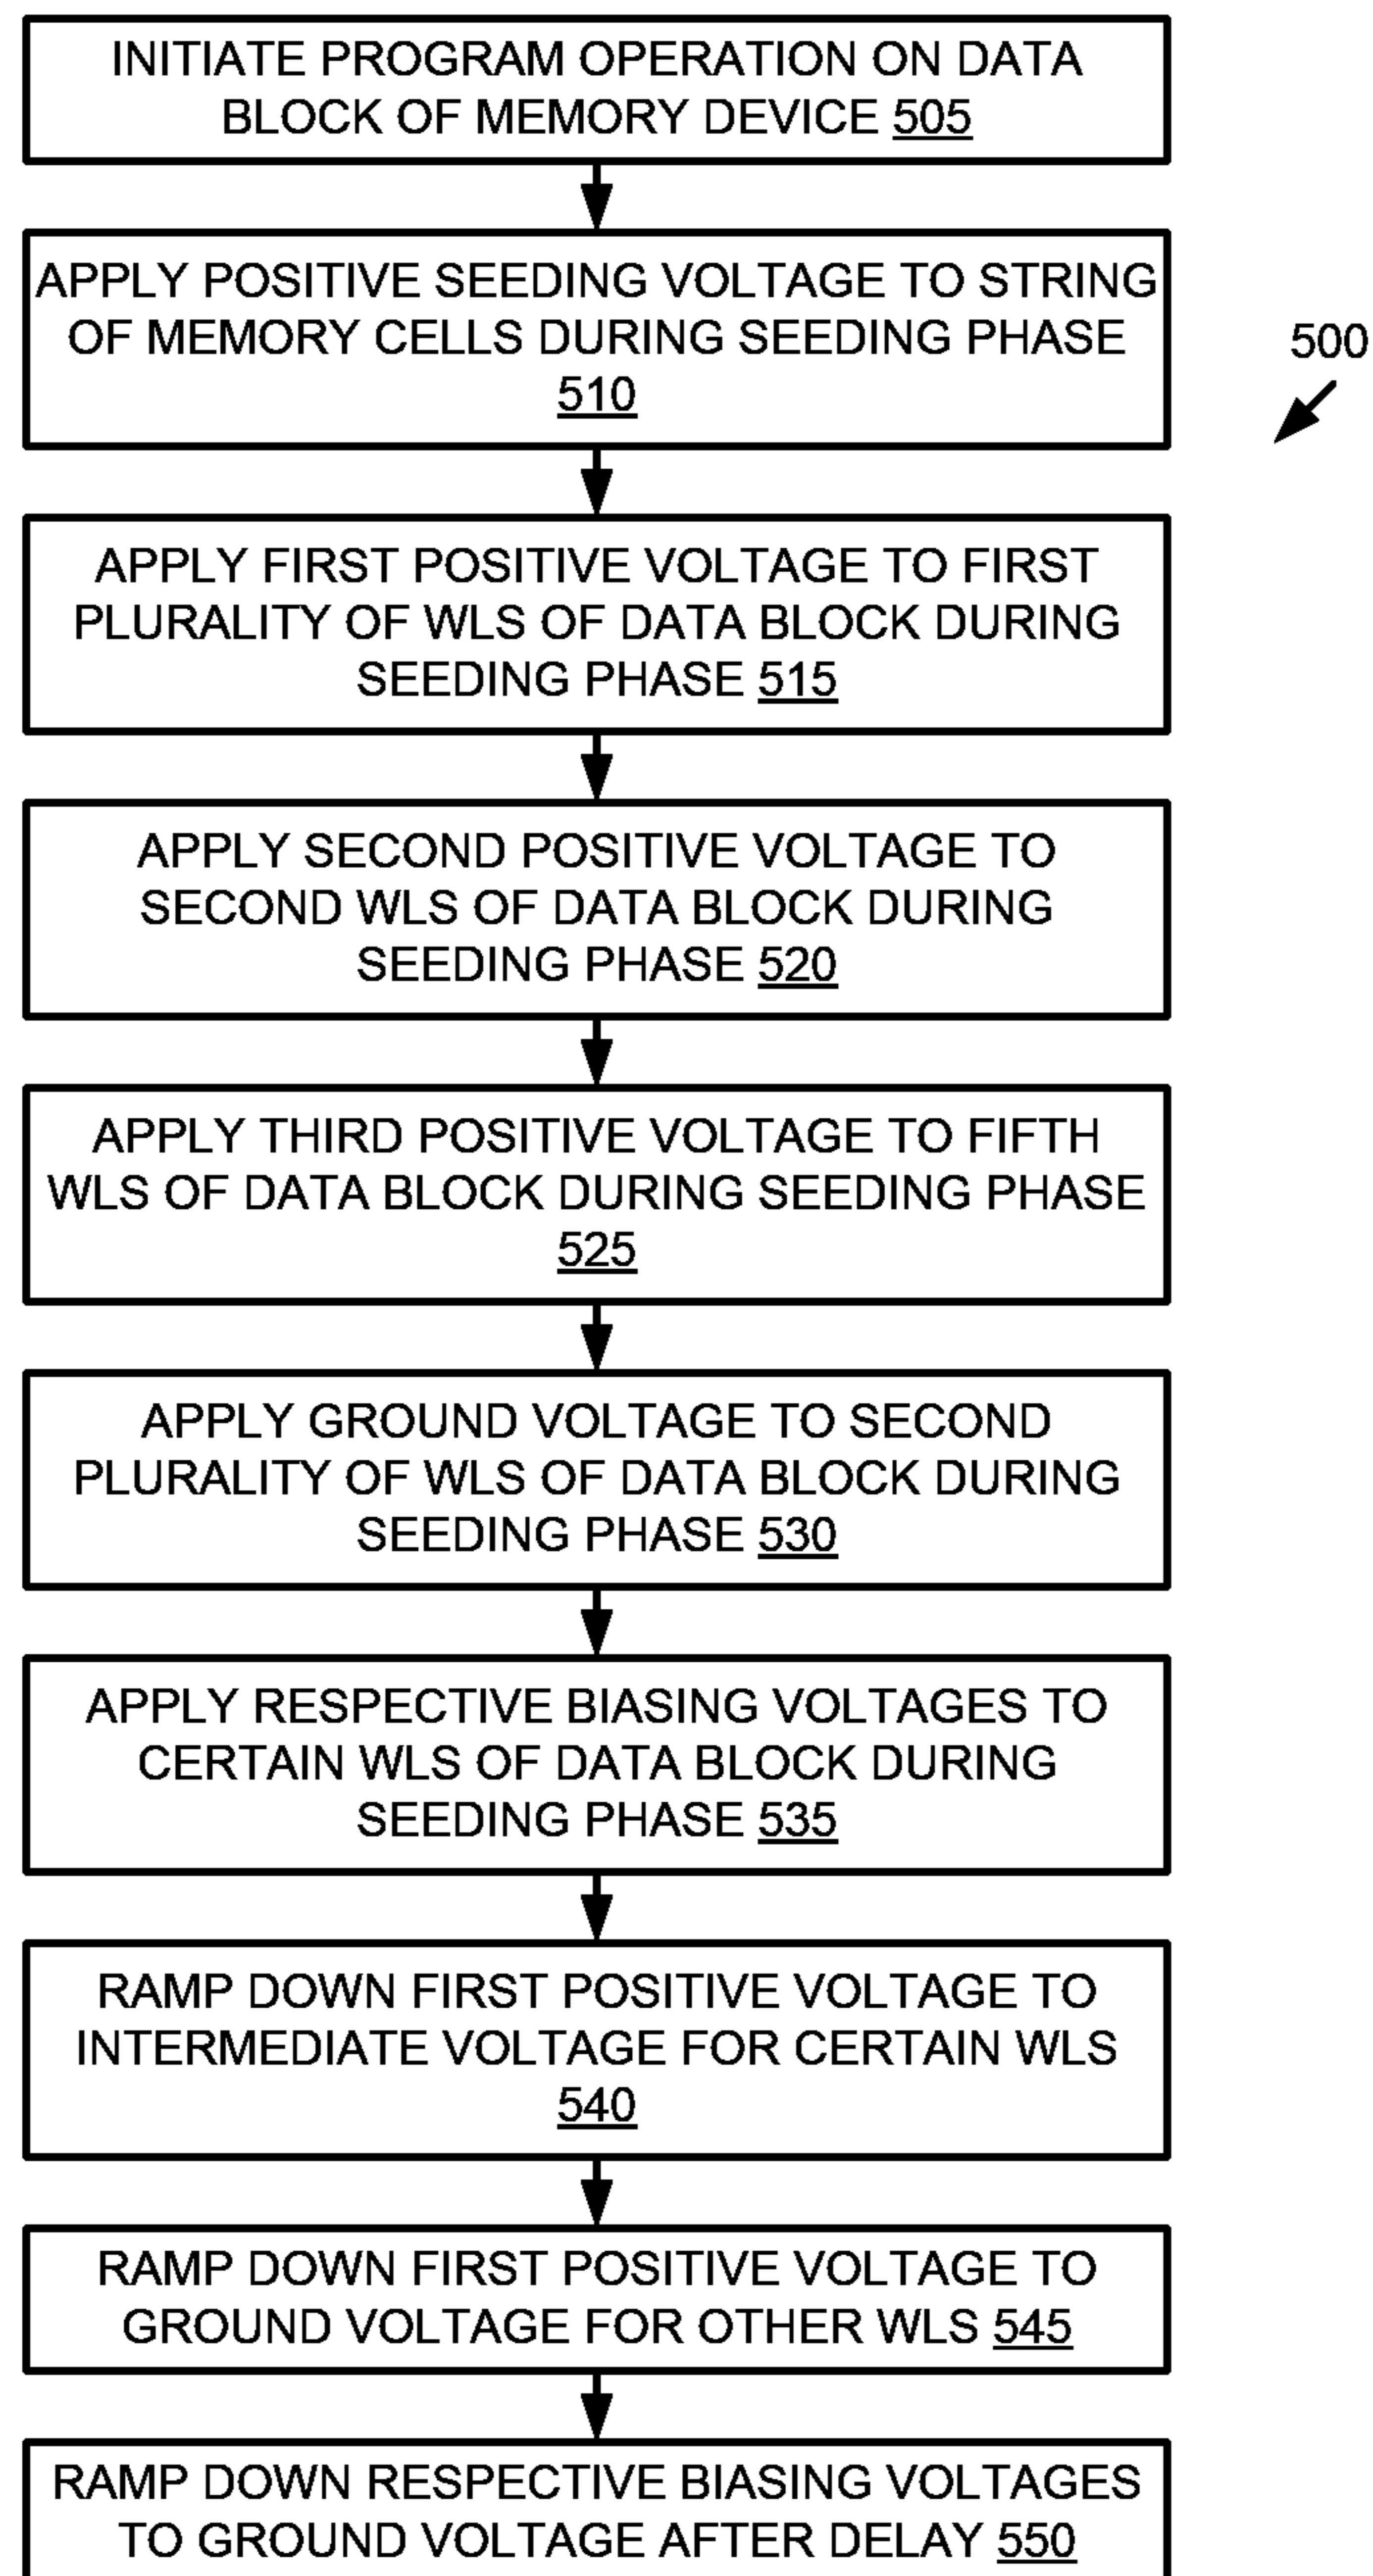 INITIATE PROGRAM OPERATION ON DATA
BLOCK OF MEMORY DEVICE 505
APPLY POSITIVE SEEDING VOLTAGE TO STRING
OF MEMORY CELLS DURING SEEDING PHASE
510
500
APPLY FIRST POSITIVE VOLTAGE TO FIRST
PLURALITY OF WLS OF DATA BLOCK DURING
SEEDING PHASE 515
APPLY SECOND POSITIVE VOLTAGE TO
SECOND WLS OF DATA BLOCK DURING
SEEDING PHASE 520
APPLY THIRD POSITIVE VOLTAGE TO FIFTH
WLS OF DATA BLOCK DURING SEEDING PHASE
525
APPLY GROUND VOLTAGE TO SECOND
PLURALITY OF WLS OF DATA BLOCK DURING
SEEDING PHASE 530
APPLY RESPECTIVE BIASING VOLTAGES TO
CERTAIN WLS OF DATA BLOCK DURING
SEEDING PHASE 535
RAMP DOWN FIRST POSITIVE VOLTAGE TO
INTERMEDIATE VOLTAGE FOR CERTAIN WLS
540
RAMP DOWN FIRST POSITIVE VOLTAGE TO
GROUND VOLTAGE FOR OTHER WLS 545
RAMP DOWN RESPECTIVE BIASING VOLTAGES
TO GROUND VOLTAGE AFTER DELAY 550